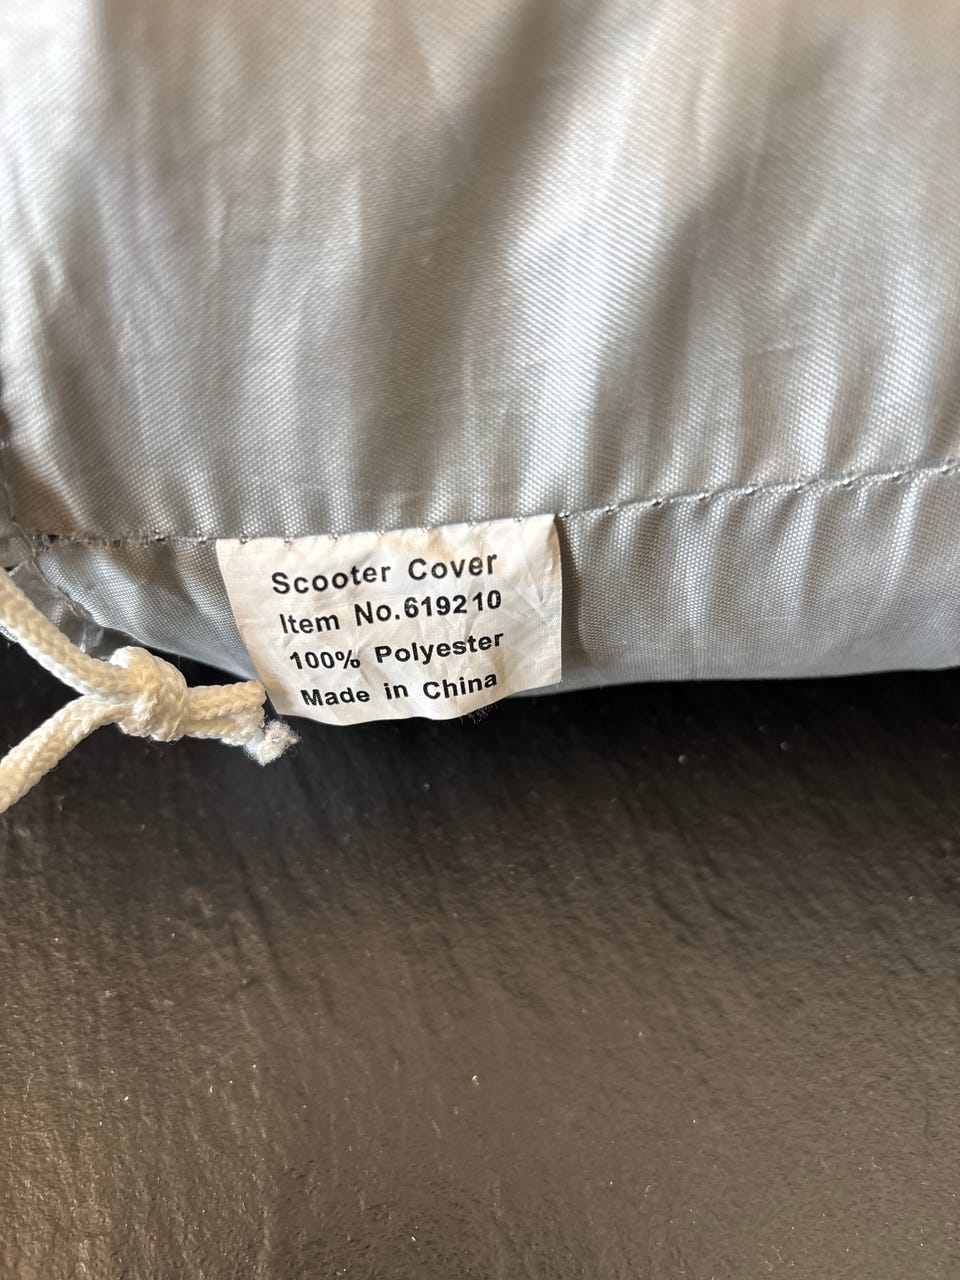 Scooter Cover
Item No.619210
100% Polyester
Made in China